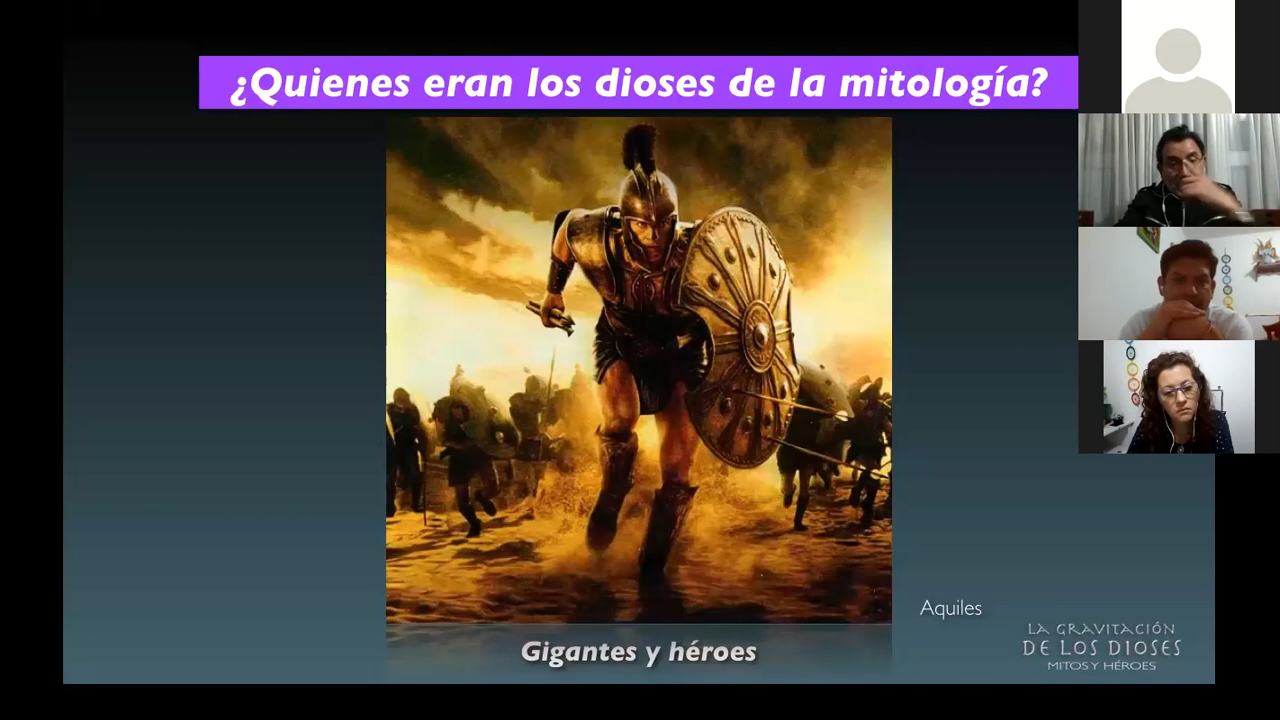 ¿Quienes eran los dioses de la mitología?
Aquiles
Gigantes y héroes
LA GRAVITACIÓN
DE LOS DIOSES
MITOS Y HÉROES